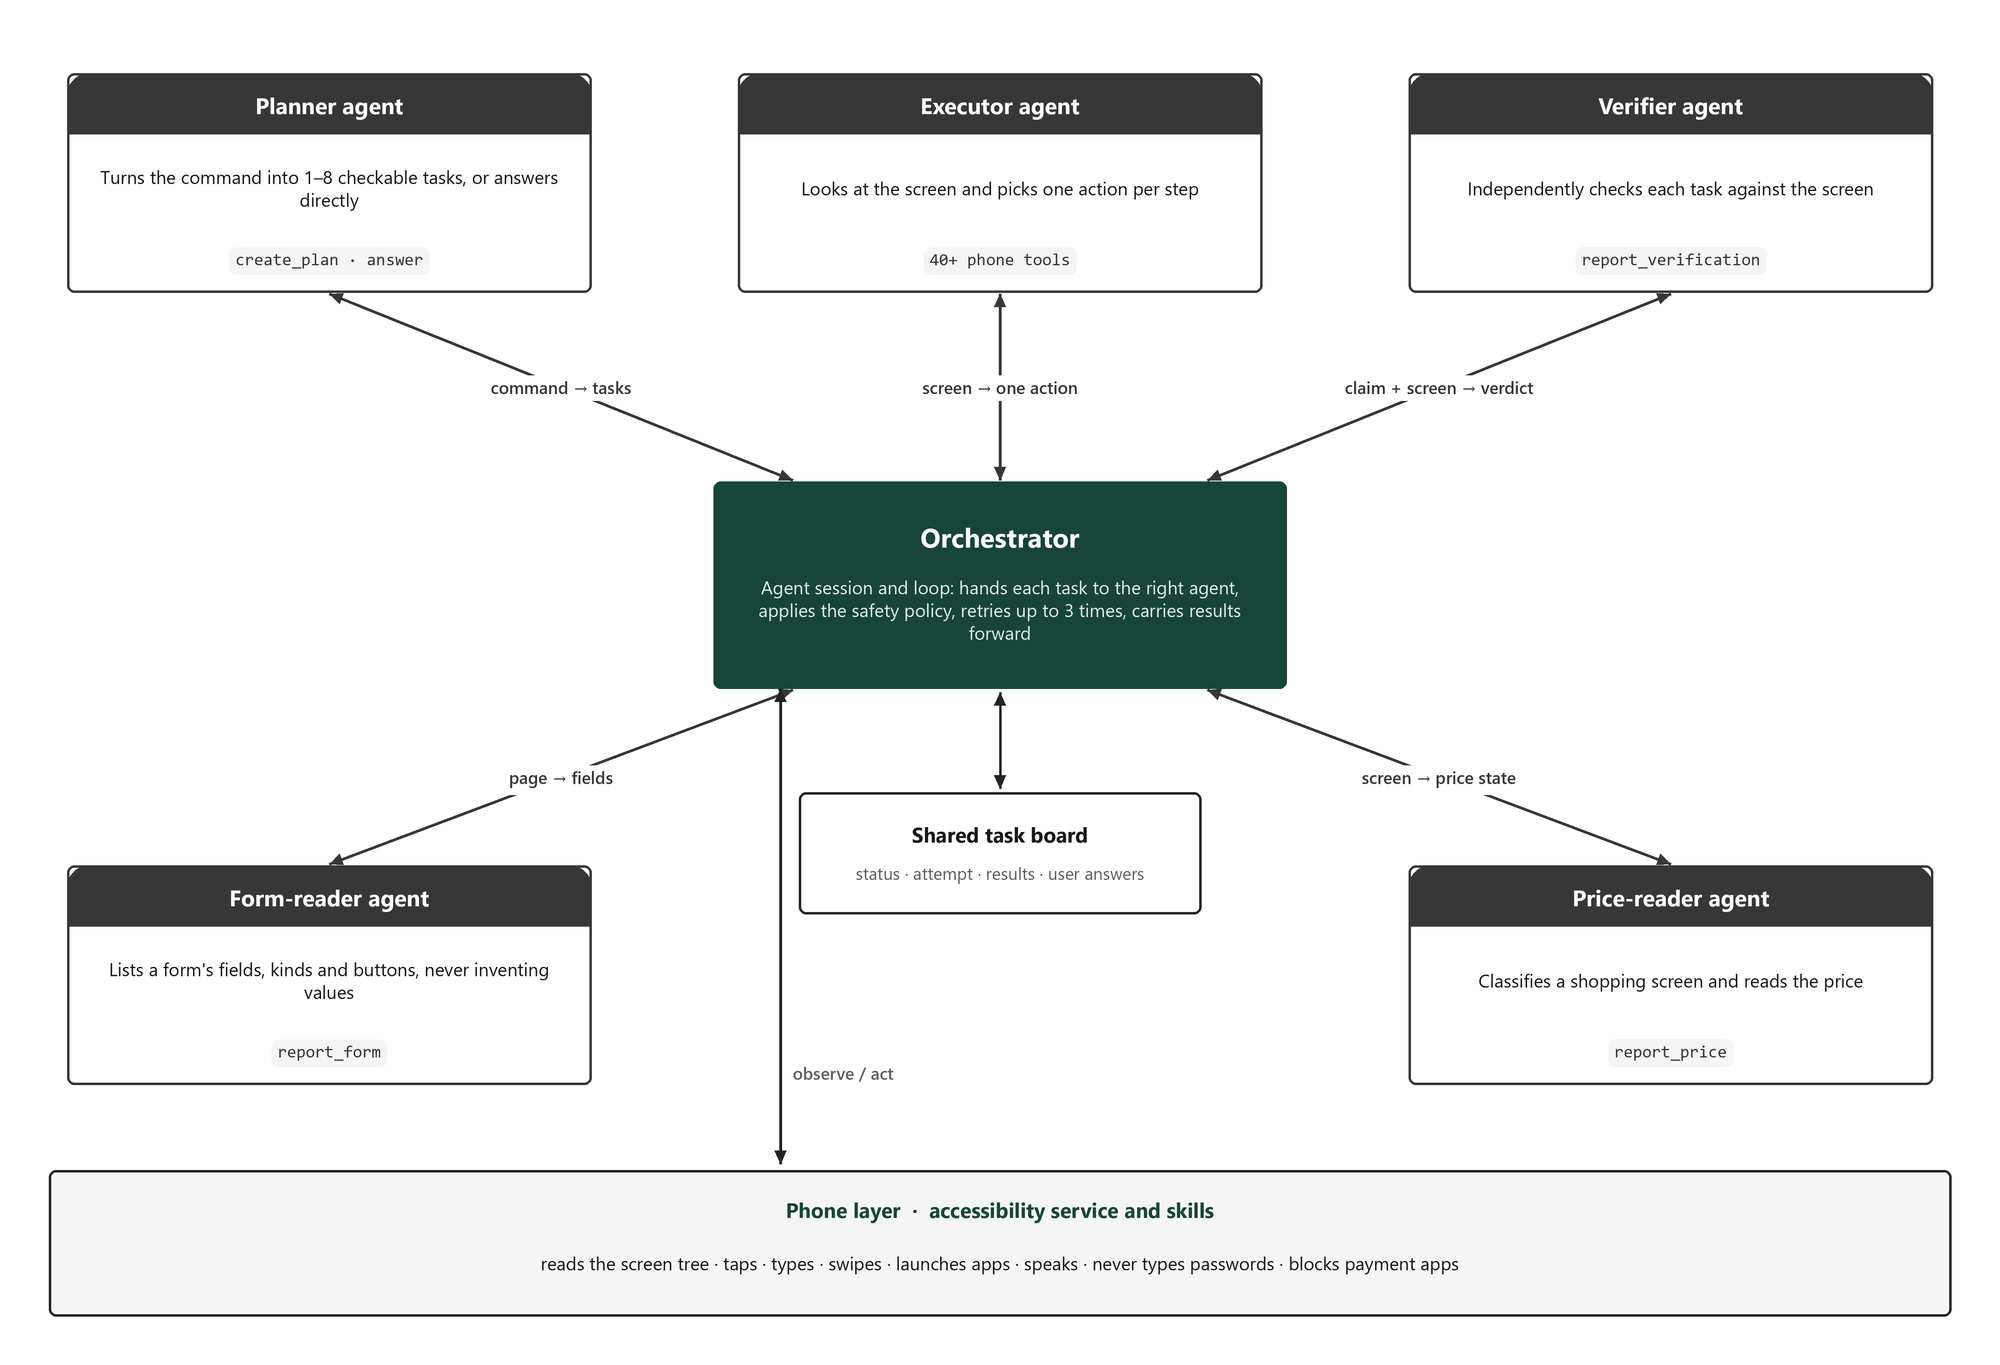 Planner agent
Turns the command into 1–8 checkable tasks, or answers
directly
create_plan · answer
Executor agent
Looks at the screen and picks one action per step
40+ phone tools
Verifier agent
Independently checks each task against the screen
report_verification
command → tasks
screen → one action
claim + screen → verdict
Orchestrator
Agent session and loop: hands each task to the right agent,
applies the safety policy, retries up to 3 times, carries results
forward
page → fields
screen → price state
Shared task board
status · attempt · results · user answers
Form-reader agent
Lists a form's fields, kinds and buttons, never inventing
values
report_form
Price-reader agent
Classifies a shopping screen and reads the price
report_price
observe / act
Phone layer · accessibility service and skills
reads the screen tree · taps · types · swipes · launches apps · speaks · never types passwords · blocks payment apps